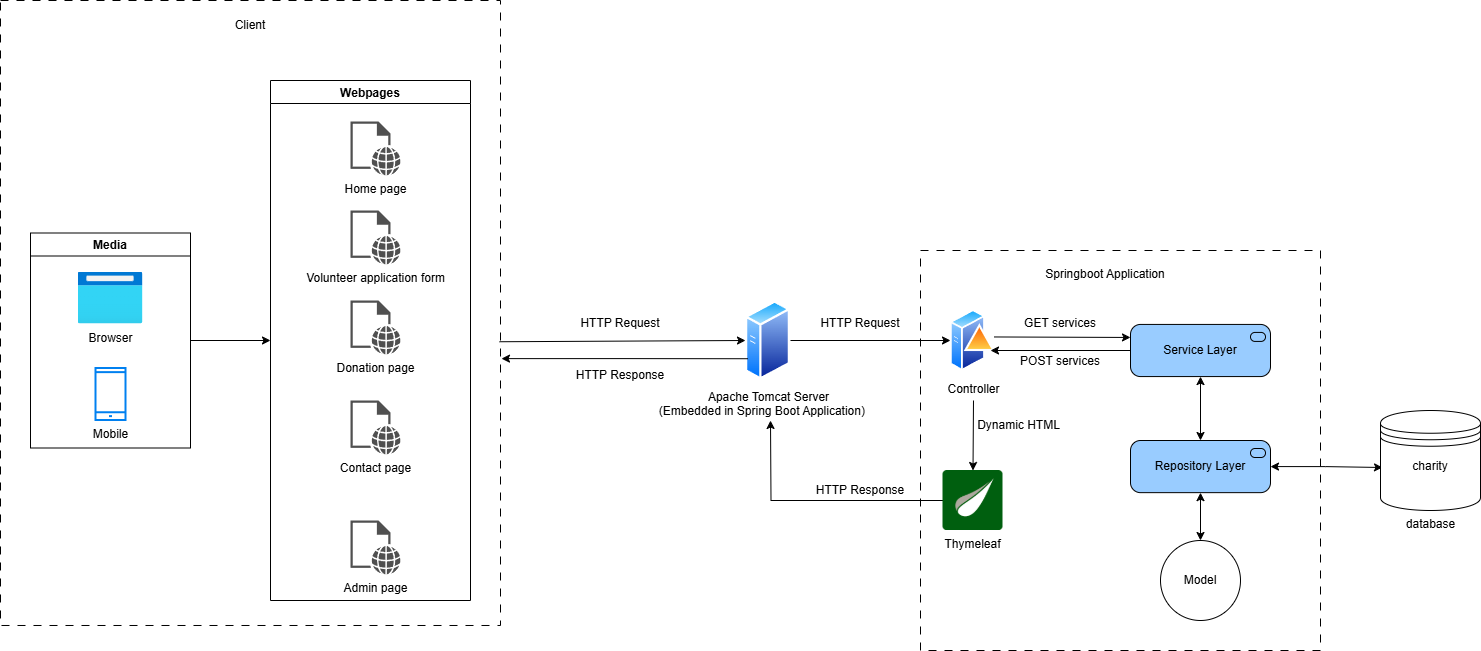 Client
Webpages
Home page
Volunteer application form
Media
Browser
Mobile
Donation page
Contact page
Admin page
HTTP Request
HTTP Response
Apache Tomcat Server
(Embedded in Spring Boot Application)
HTTP Request
HTTP Response
Springboot Application
Controller
GET services
POST services
Service Layer
Dynamic HTML
Thymeleaf
Repository Layer
Model
charity
database